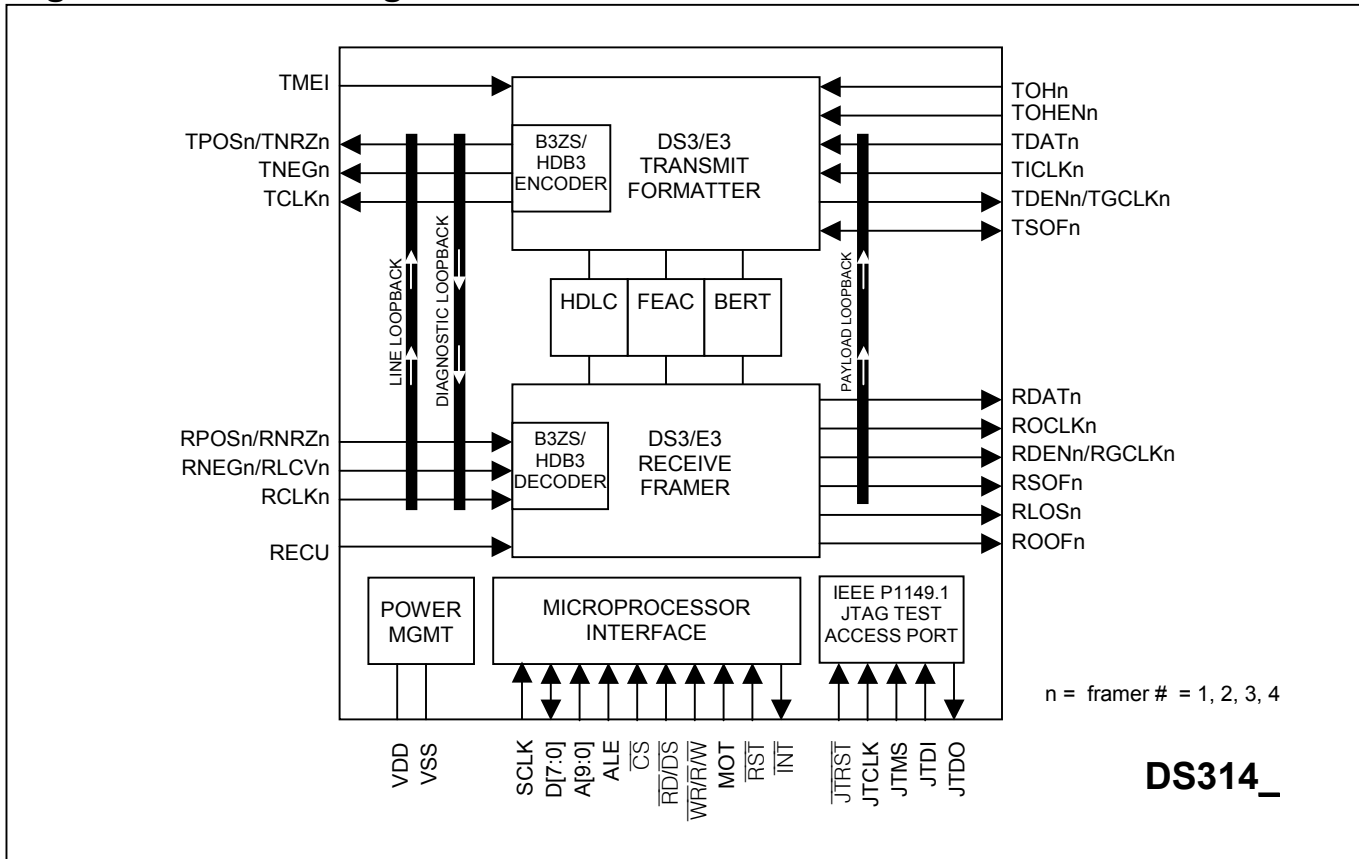 TMEI
TPOSn/TNRZn
TNEGn
TCLKn
LINE LOOPBACK
DIAGNOSTIC LOOPBACK
B3ZS/
HDB3
ENCODER
DS3/E3
TRANSMIT
FORMATTER
TOHn
TOHENn
TDATn
TICLKn
TDENn/TGCLKn
TSOFn
HDLC
FEAC
BERT
PAYLOAD LOOPBACK
RPOSn/RNRZn
RNEGn/RLCVn
RCLKn
RECU
B3ZS/
HDB3
DECODER
DS3/E3
RECEIVE
FRAMER
RDATn
ROCLKn
RDENn/RGCLKn
RSOFn
RLOSn
ROOFn
POWER
MGMT
MICROPROCESSOR
INTERFACE
IEEE P1149.1
JTAG TEST
ACCESS PORT
VDD
VSS
SCLK
D[7:0]
A[9:0]
ALE
CS
RD/DS
WR/R/W
MOT
RST
INT
JTRST
JTCLK
JTMS
JTDI
JTDO
n = framer # = 1, 2, 3, 4
DS314_